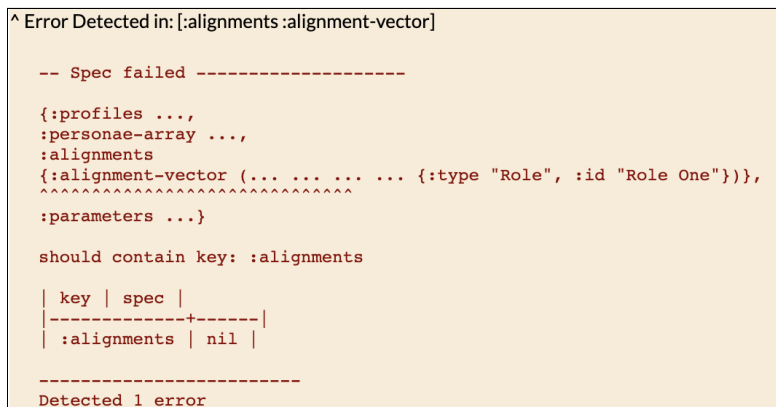 ^ Error Detected in: [:alignments :alignment-vector]
-- Spec failed --------------------
{:profiles ...,
:personae-array ...,
:alignments
{:alignment-vector (... ... ... ... {:type "Role", :id "Role One"})},
^^^^^^^^^^^^^^^^^^^^^^^^^^^^^^
:parameters ...}
should contain key: :alignments
| key | spec |
|-------------+------|
| :alignments | nil |
-------------------------
Detected 1 error